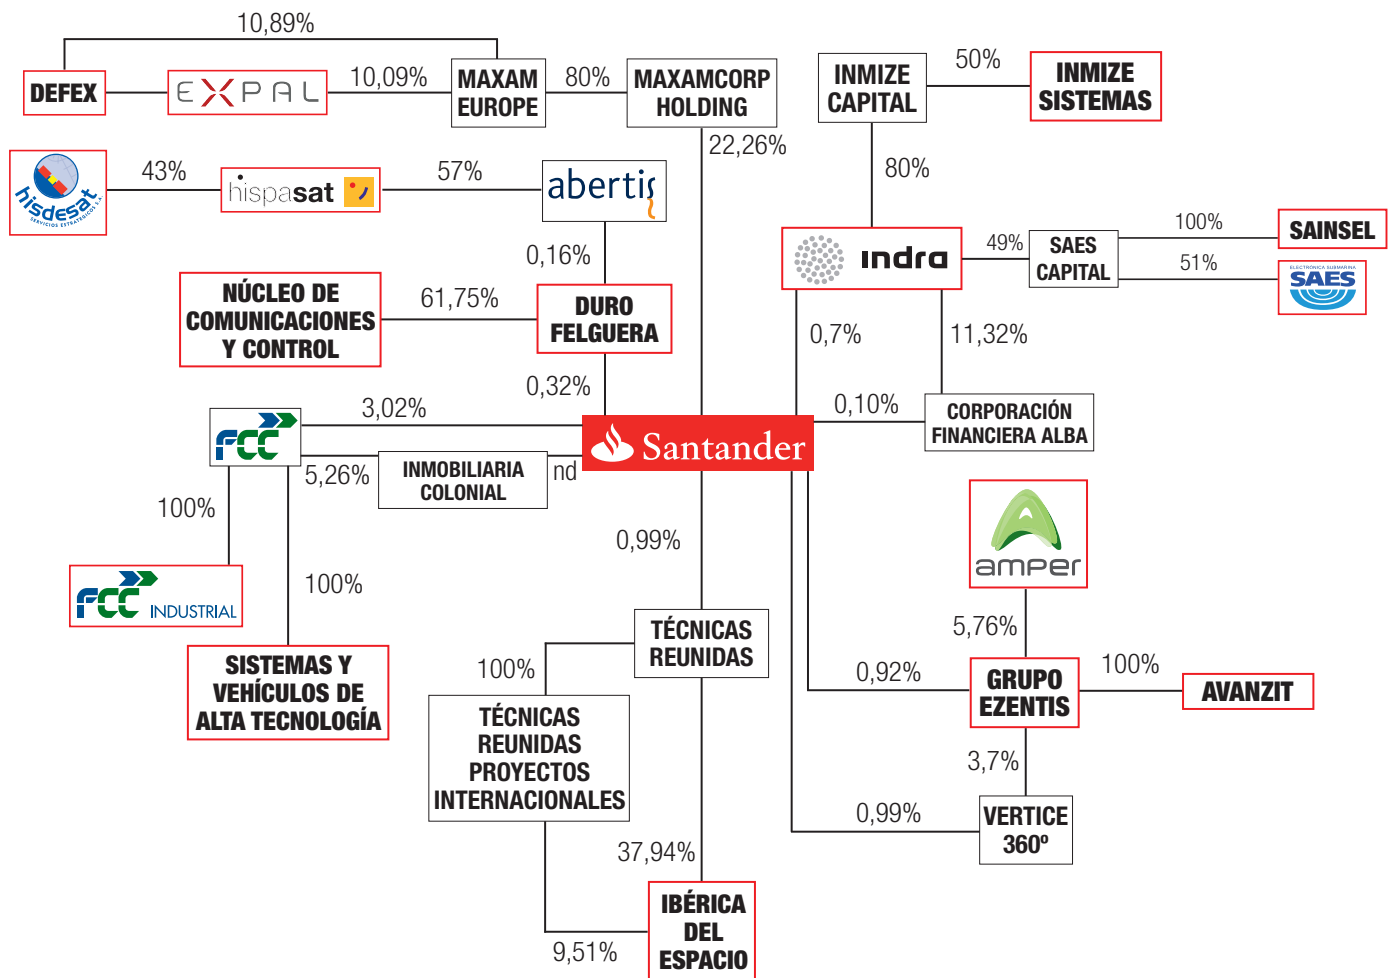 10,89%
DEFEX
EXPAL
10,09%
MAXAM
EUROPE
80%
MAXAMCORP
HOLDING
22,26%
INMIZE
CAPITAL
50%
INMIZE
SISTEMAS
80%
hisdesat
SERVICIOS ESTRATÉGICOS S.A.
43%
hispasat
57%
abertis
0,16%
indra
49%
SAES
CAPITAL
100%
SAINSEL
51%
ELECTRÓNICA SUBMARINA
SAES
NÚCLEO DE
COMUNICACIONES
Y CONTROL
61,75%
DURO
FELGUERA
0,32%
0,7%
11,32%
FCC
3,02%
5,26%
INMOBILIARIA
COLONIAL
nd
Santander
0,10%
CORPORACIÓN
FINANCIERA ALBA
100%
FCC INDUSTRIAL
100%
SISTEMAS Y
VEHÍCULOS DE
ALTA TECNOLOGÍA
0,99%
TÉCNICAS
REUNIDAS
100%
TÉCNICAS
REUNIDAS
PROYECTOS
INTERNACIONALES
37,94%
9,51%
IBÉRICA
DEL
ESPACIO
amper
5,76%
0,92%
GRUPO
EZENTIS
100%
AVANZIT
3,7%
0,99%
VERTICE
360º